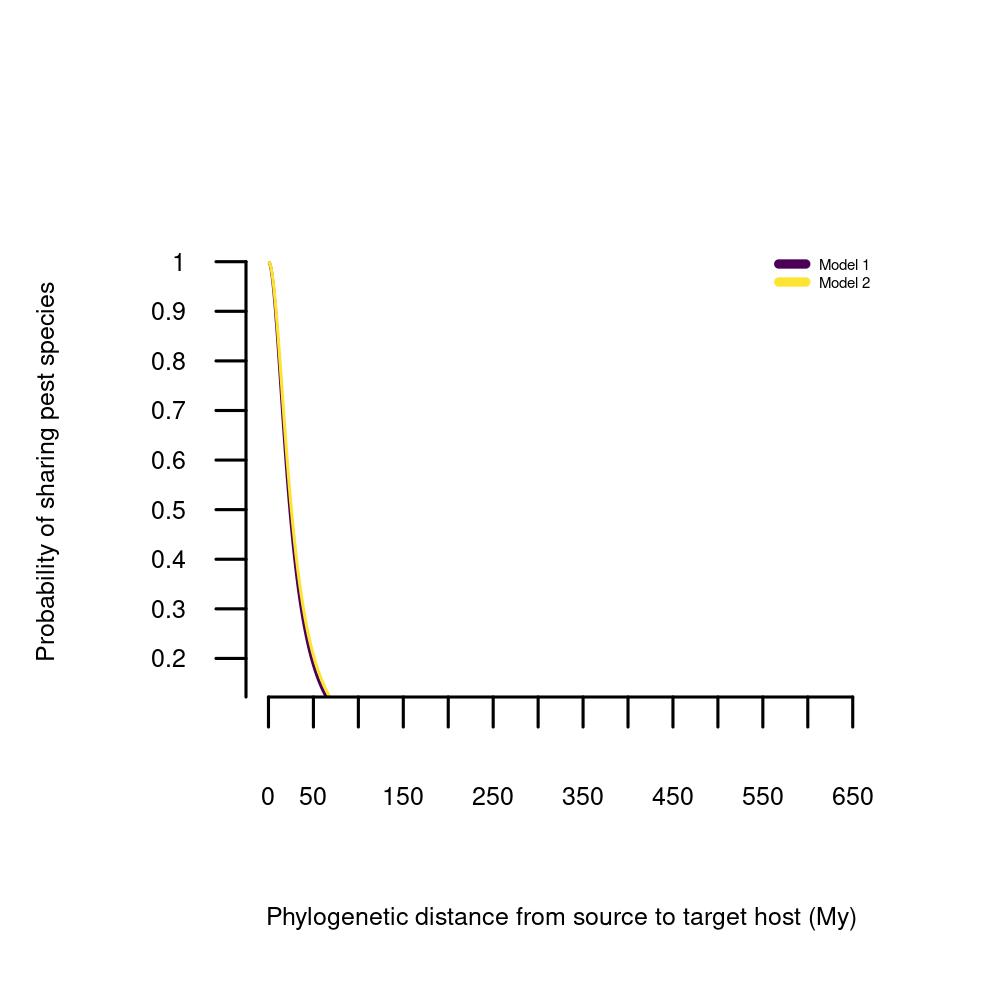 Probability of sharing pest species
1
0.9
0.8
0.7
0.6
0.5
0.4
0.3
0.2
Model 1
Model 2
0 50 150 250 350 450 550 650
Phylogenetic distance from source to target host (My)